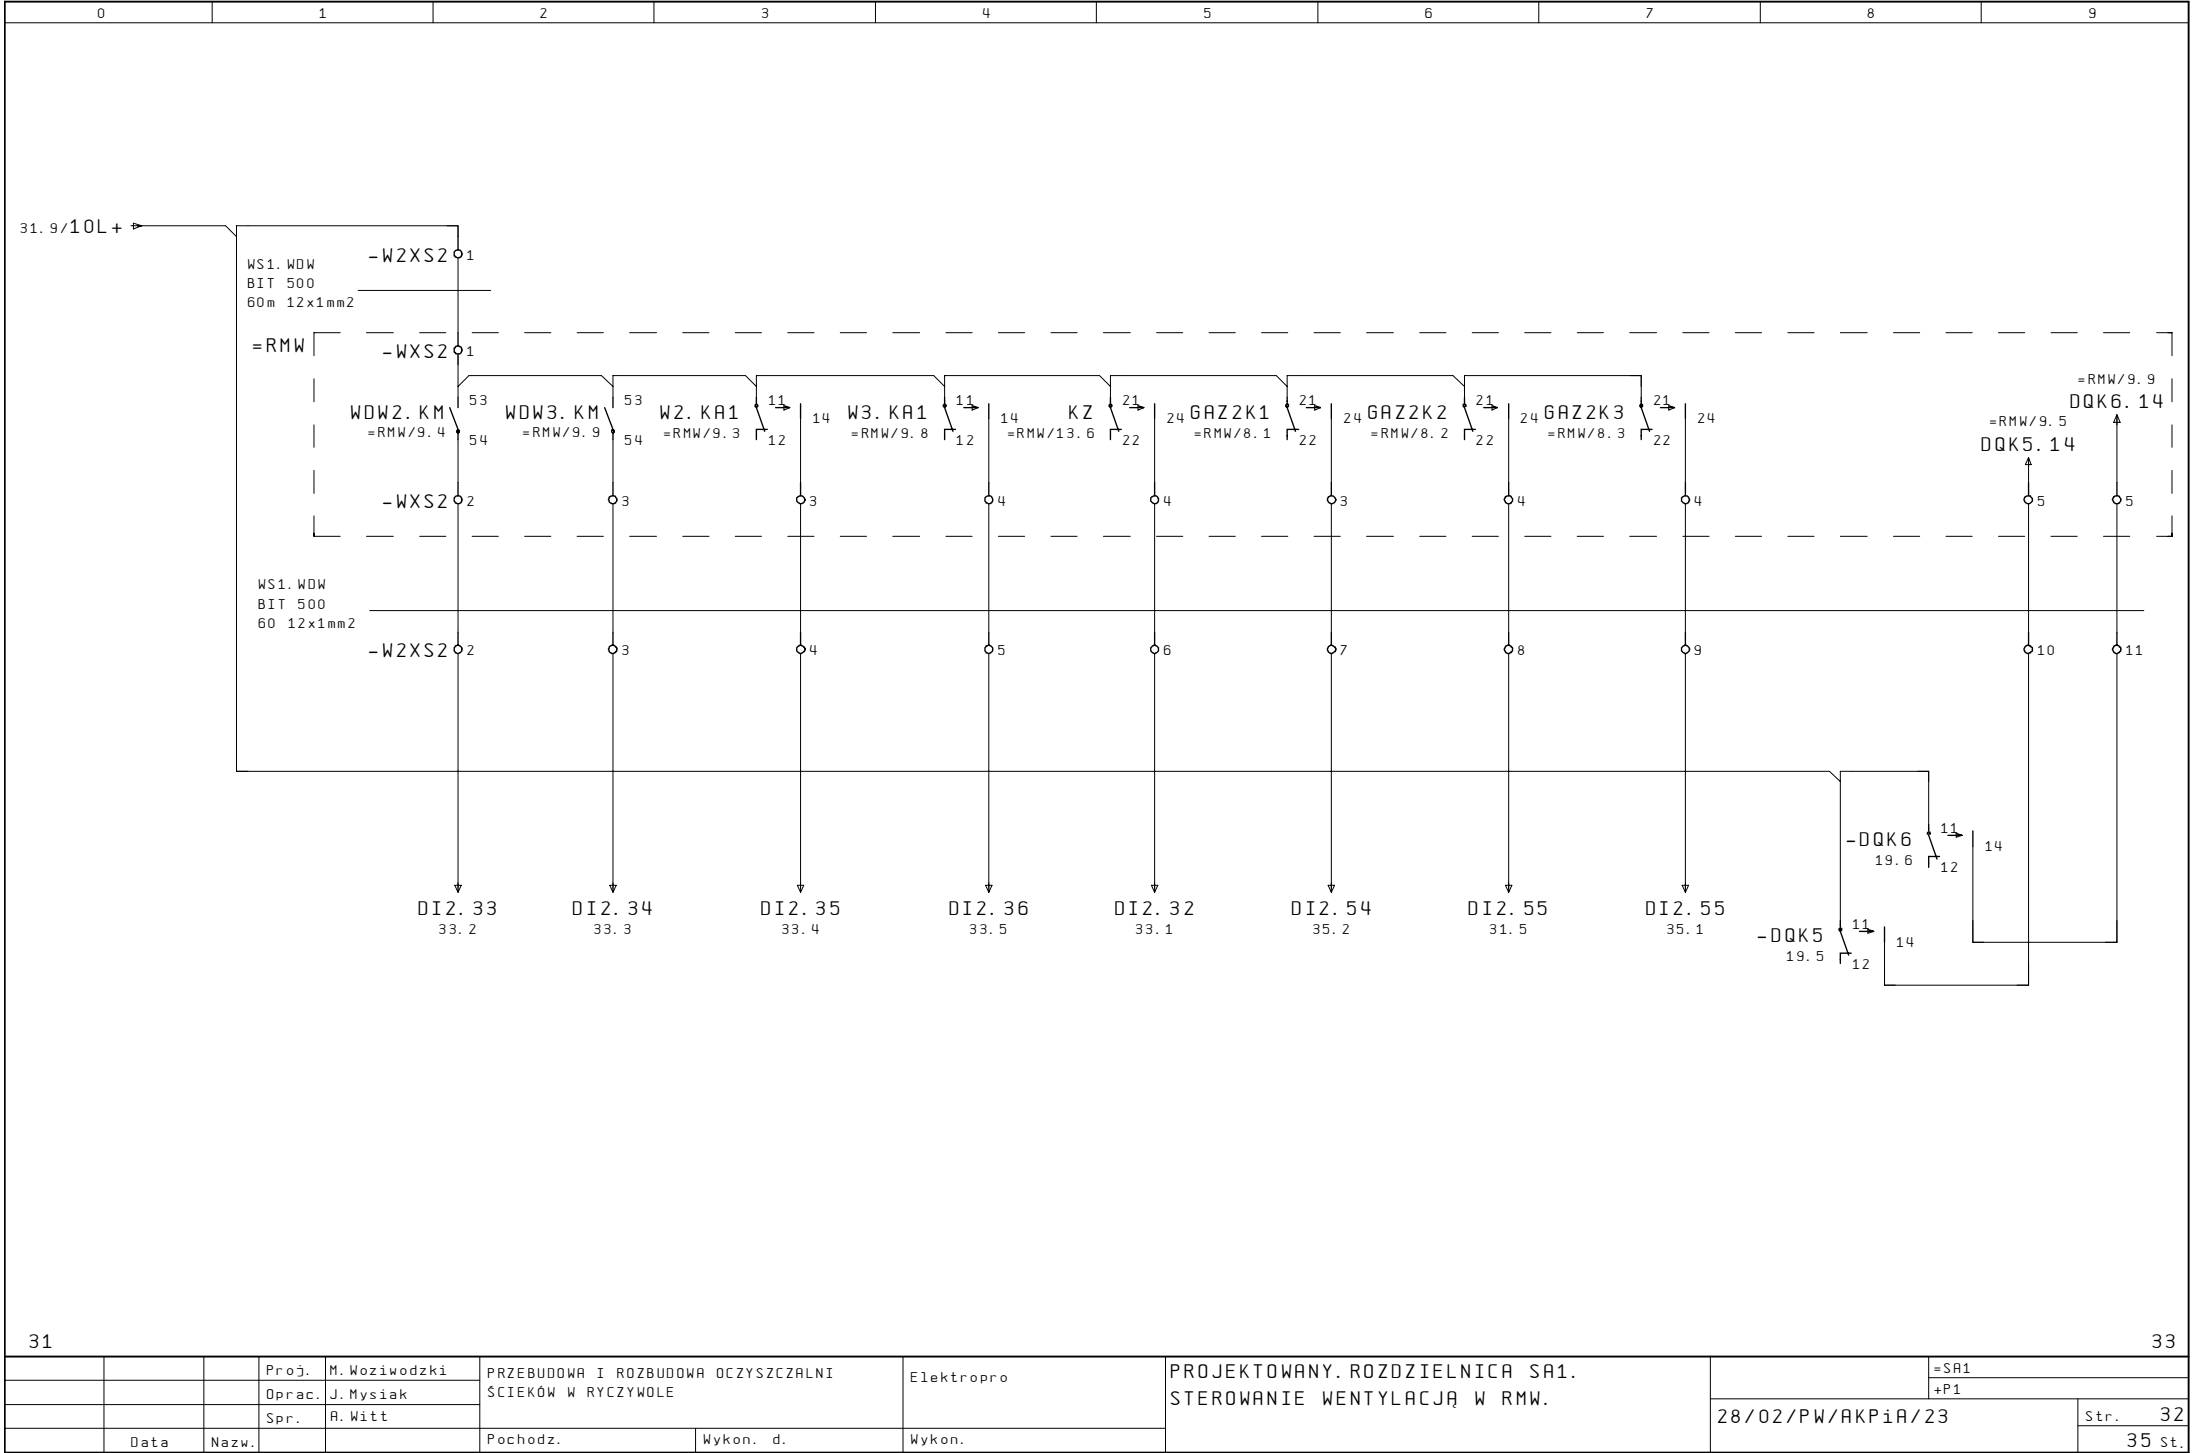 0 1 2 3 4 5 6 7 8 9
31.9/10L+
-W2XS2 1
WS1.WDW
BIT 500
60m 12x1mm2
=RMW
-WXS2 1
=RMW/9.9
DQK6.14
=RMW/9.5
DQK5.14
WDW2.KM 53
=RMW/9.4 54
WDW3.KM 53
=RMW/9.9 54
W2.KA1 11 14
=RMW/9.3 12
W3.KA1 11 14
=RMW/9.8 12
KZ 21 24
=RMW/13.6 22
GAZ2K1 21 24
=RMW/8.1 22
GAZ2K2 21 24
=RMW/8.2 22
GAZ2K3 21 24
=RMW/8.3 22
-WXS2 2 3 3 4 4 3 4 4 5 5
WS1.WDW
BIT 500
60 12x1mm2
-W2XS2 2 3 4 5 6 7 8 9 10 11
-DQK6 11 14
19.6 12
DI2.33 DI2.34 DI2.35 DI2.36 DI2.32 DI2.54 DI2.55 DI2.55
33.2 33.3 33.4 33.5 33.1 35.2 31.5 35.1
-DQK5 11 14
19.5 12
31 33
Proj. M.Woziwodzki
Oprac. J.Mysiak
Spr. A.Witt
Data Nazw.
PRZEBUDOWA I ROZBUDOWA OCZYSZCZALNI
ŚCIEKÓW W RYCZYWOLE
Pochodz. Wykon. d. Wykon.
Elektropro
PROJEKTOWANY.ROZDZIELNICA SA1.
STEROWANIE WENTYLACJĄ W RMW.
=SA1
+P1
28/02/PW/AKPiA/23
Str. 32
35 St.